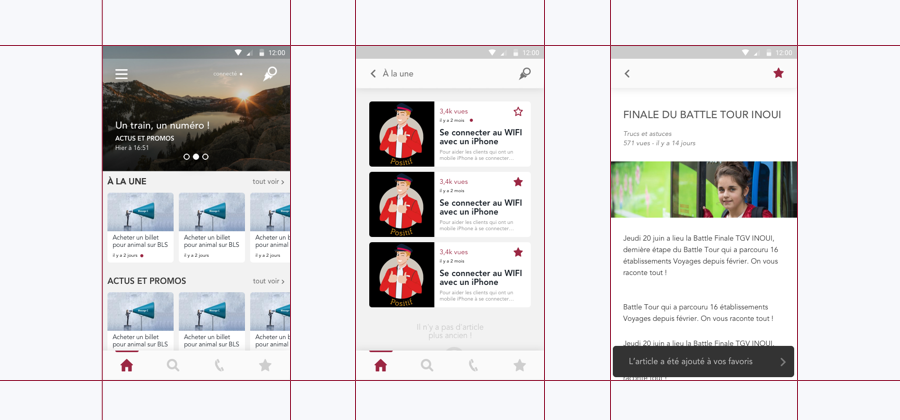 12:00
Un train, un numéro !
ACTUS ET PROMOS
Hier à 16:51
À LA UNE
tout voir
Acheter un billet
pour animal sur BLS
il y a 2 jours
Acheter un billet
pour animal sur BLS
il y a 2 jours
Acheter un b
pour animal
il y a 2 jours
ACTUS ET PROMOS
tout voir
Acheter un billet
pour animal sur BLS
Acheter un billet
pour animal sur BLS
Acheter un b
pour animal
12:00
À la une
3,4k vues
il y a 2 mois
Se connecter au WIFI
avec un iPhone
Pour aider les clients qui ont un
mobile iPhone à se connecter...
Positif
3,4k vues
il y a 2 mois
Se connecter au WIFI
avec un iPhone
Pour aider les clients qui ont un
mobile iPhone à se connecter...
Positif
3,4k vues
il y a 2 mois
Se connecter au WIFI
avec un iPhone
Pour aider les clients qui ont un
mobile iPhone à se connecter...
Positif
Il n'y a pas d'article
plus ancien !
12:00
FINALE DU BATTLE TOUR INOUI
Trucs et astuces
571 vues - il y a 14 jours
Jeudi 20 juin a lieu la Battle Finale TGV INOUI,
dernière étape du Battle Tour qui a parcouru 16
établissements Voyages depuis février. On vous
raconte tout !
Battle Tour qui a parcouru 16 établissements
Voyages depuis février. On vous raconte tout !
Jeudi 20 juin a lieu la Battle Finale TGV INOUI,
L'article a été ajouté à vos favoris
raconte tout !